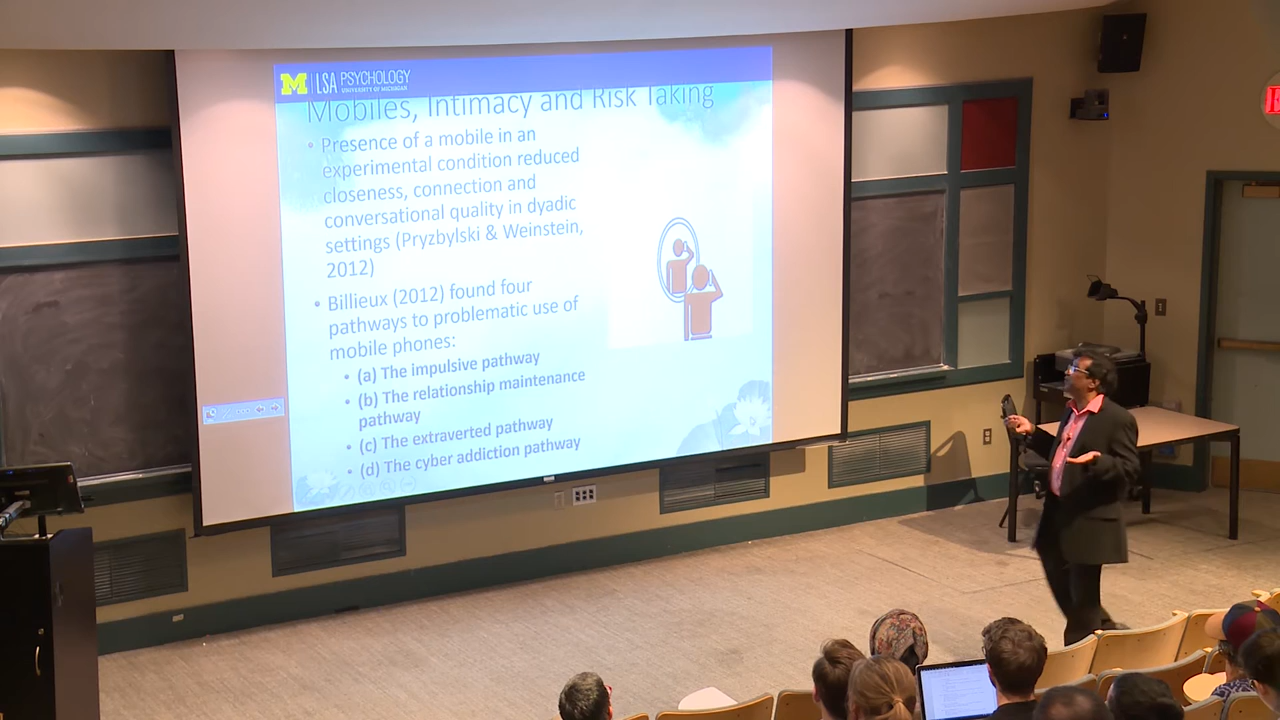 M LSA PSYCHOLOGY
UNIVERSITY OF MICHIGAN
Mobiles, Intimacy and Risk Taking
• Presence of a mobile in an
experimental condition reduced
closeness, connection and
conversational quality in dyadic
settings (Pryzbylski & Weinstein,
2012)
• Billieux (2012) found four
pathways to problematic use of
mobile phones:
• (a) The impulsive pathway
• (b) The relationship maintenance
pathway
• (c) The extraverted pathway
• (d) The cyber addiction pathway